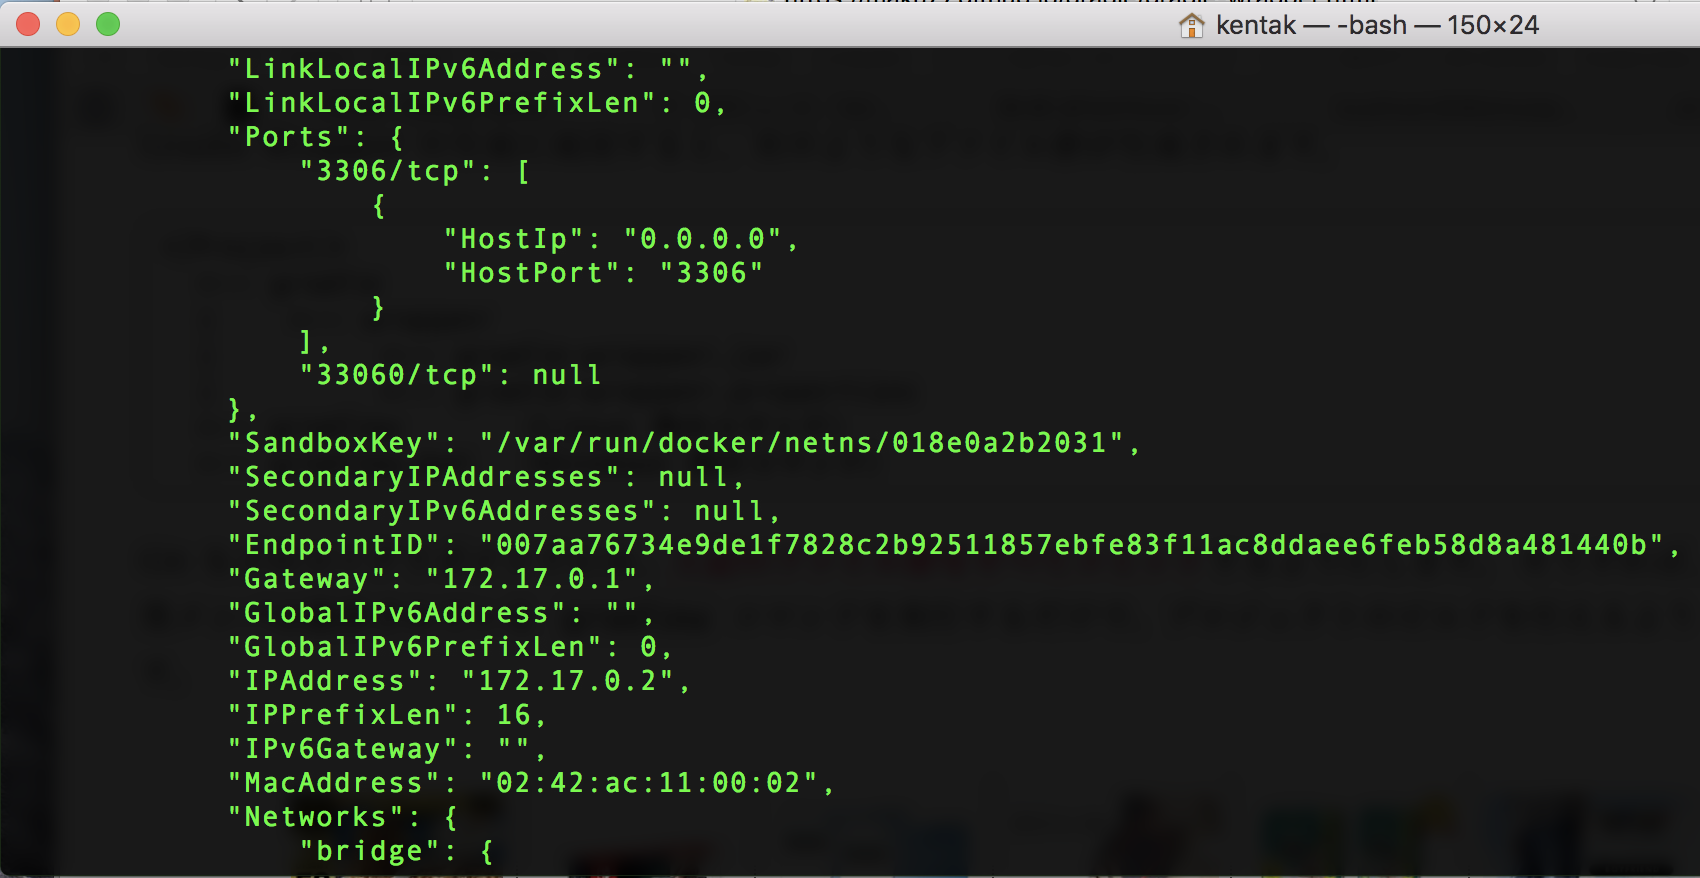 kentak — -bash — 150×24
"LinkLocalIPv6Address": "",
"LinkLocalIPv6PrefixLen": 0,
"Ports": {
"3306/tcp": [
{
"HostIp": "0.0.0.0",
"HostPort": "3306"
}
],
"33060/tcp": null
},
"SandboxKey": "/var/run/docker/netns/018e0a2b2031",
"SecondaryIPAddresses": null,
"SecondaryIPv6Addresses": null,
"EndpointID": "007aa76734e9de1f7828c2b92511857ebfe83f11ac8ddaee6feb58d8a481440b",
"Gateway": "172.17.0.1",
"GlobalIPv6Address": "",
"GlobalIPv6PrefixLen": 0,
"IPAddress": "172.17.0.2",
"IPPrefixLen": 16,
"IPv6Gateway": "",
"MacAddress": "02:42:ac:11:00:02",
"Networks": {
"bridge": {